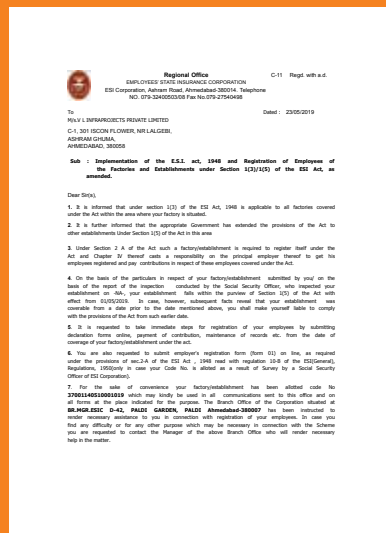 Regional Office
C-11 Regd. with a.d.
EMPLOYEES' STATE INSURANCE CORPORATION
ESI Corporation, Ashram Road, Ahmedabad-380014. Telephone
NO. 079-32400503/08 Fax No.079-27540498
To
Dated : 23/05/2019
M/s.V L INFRAPROJECTS PRIVATE LIMITED
C-1, 301 ISCON FLOWER, NR LALGEBI,
ASHRAM GHUMA,
AHMEDABAD, 380058
Sub : Implementation of the E.S.I. act, 1948 and Registration of Employees of
the Factories and Establishments under Section 1(3)/1(5) of the ESI Act, as
amended.
Dear Sir(s),
1. It is informed that under section 1(3) of the ESI, Act 1948 is applicable to all factories covered
under the Act within the area where your factory is situated.
2. It is further informed that the appropriate Government has extended the provisions of the Act to
other establishments Under Section 1(5) of the Act in this area
3. Under Section 2 A of the Act such a factory/establishment is required to register itself under the
Act and Chapter IV thereof casts a responsibility on the principal employer thereof to get his
employees registered and pay contributions in respect of these employees covered under the Act.
4. On the basis of the particulars in respect of your factory/establishment submitted by you/ on the
basis of the report of the inspection conducted by the Social Security Officer, who inspected your
establishment on -NA-, your establishment falls within the purview of Section 1(5) of the Act with
effect from 01/05/2019. In case, however, subsequent facts reveal that your establishment was
coverable from a date prior to the date mentioned above, you shall make yourself liable to comply
with the provisions of the Act from such earlier date.
5. It is requested to take immediate steps for registration of your employees by submitting
declaration forms online, payment of contribution, maintenance of records etc. from the date of
coverage of your factory/establishment under the act.
6. You are also requested to submit employer's registration form (form 01) on line, as required
under the provisions of sec.2-A of the ESI Act , 1948 read with regulation 10-B of the ESI(General),
Regulations, 1950(only in case your Code No. is alloted as a result of Survey by a Social Security
Officer of ESI Corporation).
7. For the sake of convenience your factory/establishment has been allotted code No
37001140510001019 which may kindly be used in all communications sent to this office and on
all forms at the place indicated for the purpose. The Branch Office of the Corporation situated at
BR.MGR.ESIC D-42, PALDI GARDEN, PALDI Ahmedabad-380007 has been instructed to
render necessary assistance to you in connection with registration of your employees. In case you
find any difficulty or for any other purpose which may be necessary in connection with the Scheme
you are requested to contact the Manager of the above Branch Office who will render necessary
help in the matter.